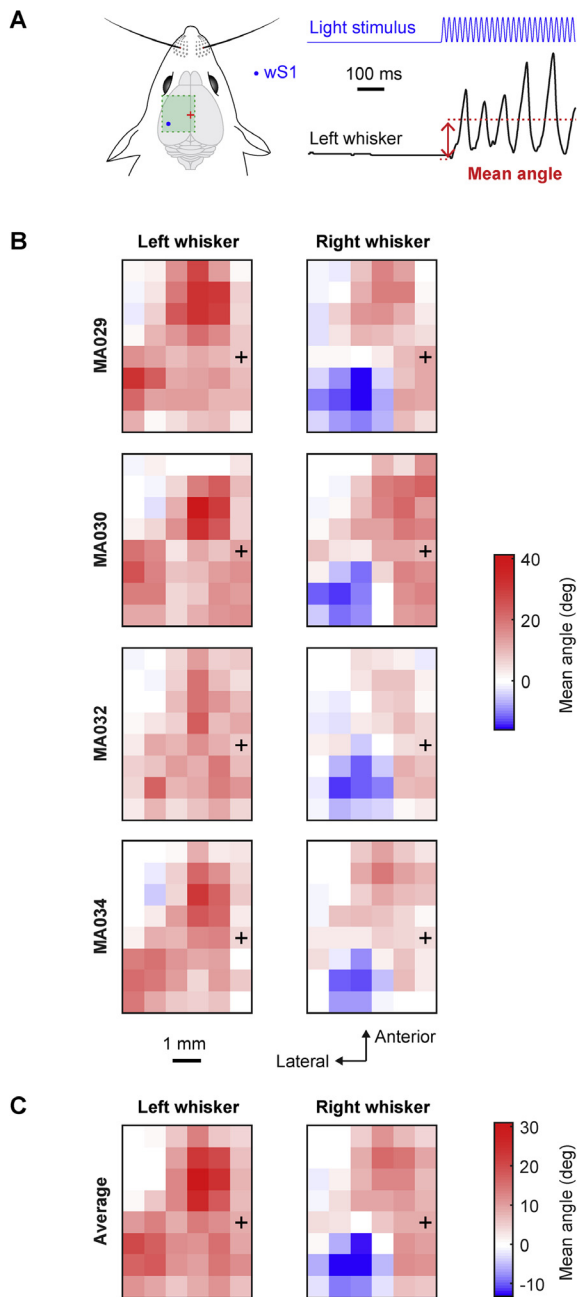 A
Light stimulus
wS1
100 ms
Left whisker
Mean angle
B
Left whisker Right whisker
MA029
+ +
MA030
+ +
40
20
0
Mean angle (deg)
MA032
+ +
MA034
+ +
1 mm
Anterior
Lateral
C
Left whisker Right whisker
Average
+ +
30
20
10
0
-10
Mean angle (deg)